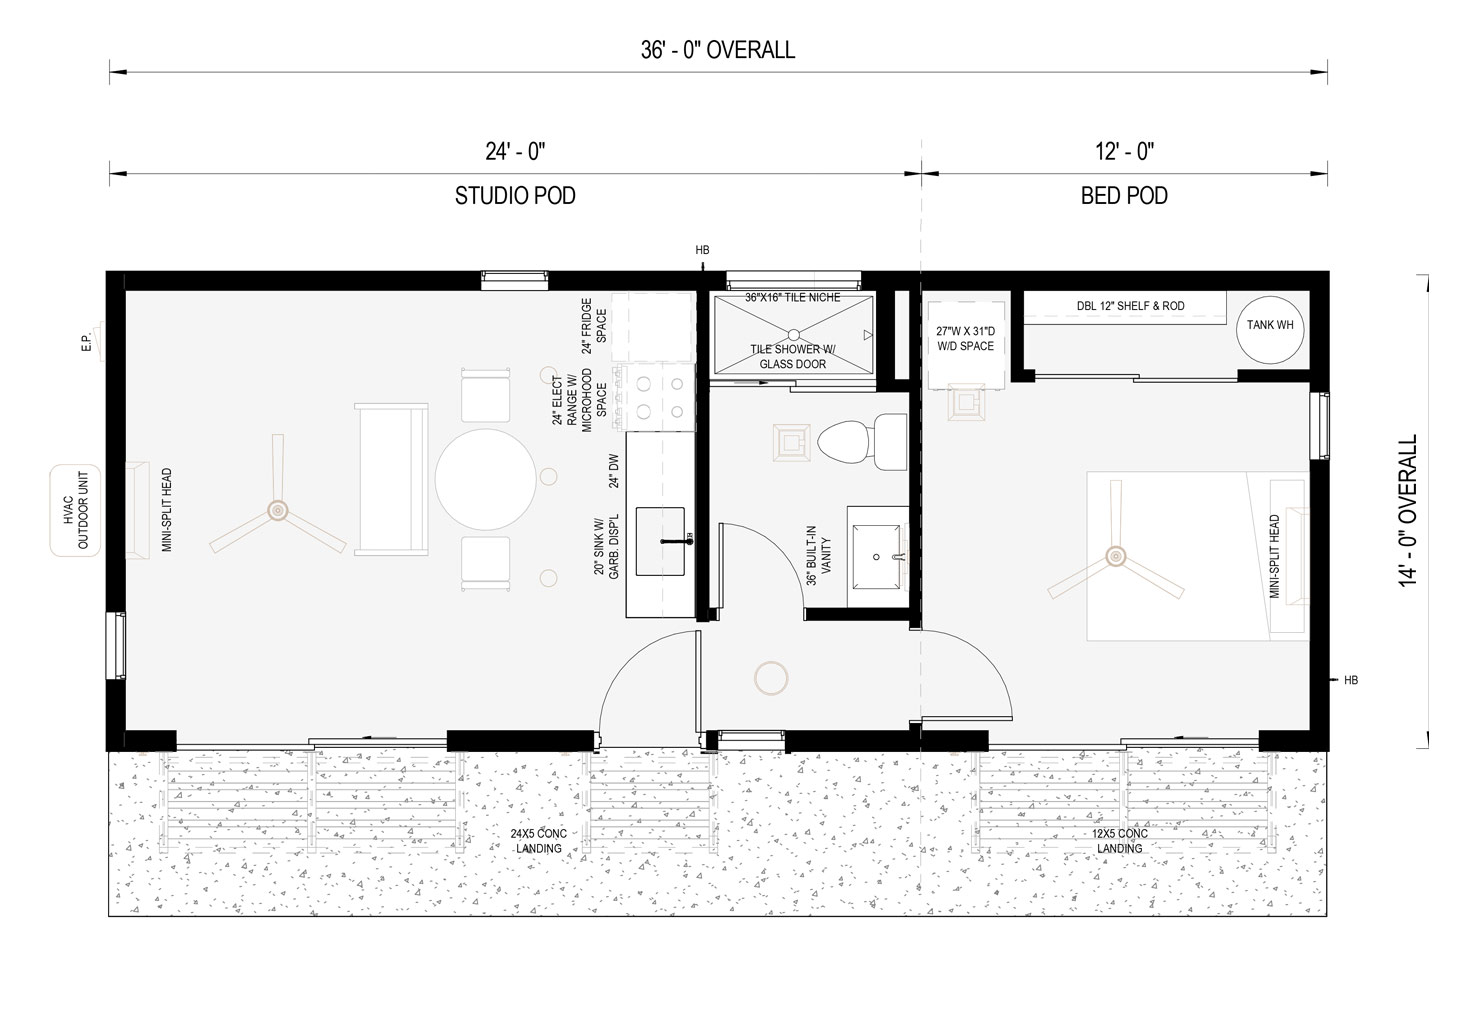 36' - 0" OVERALL
24' - 0"
12' - 0"
STUDIO POD
BED POD
HB
36"X16" TILE NICHE
DBL 12" SHELF & ROD
24" FRIDGE
SPACE
27"W X 31"D
W/D SPACE
TANK WH
E.P.
TILE SHOWER W/
GLASS DOOR
24" ELECT
RANGE W/
MICROHOOD
SPACE
HVAC
OUTDOOR UNIT
MINI-SPLIT HEAD
24" DW
14' - 0" OVERALL
20" SINK W/
GARB. DISP'L
36" BUILT-IN
VANITY
MINI-SPLIT HEAD
HB
24X5 CONC
LANDING
12X5 CONC
LANDING